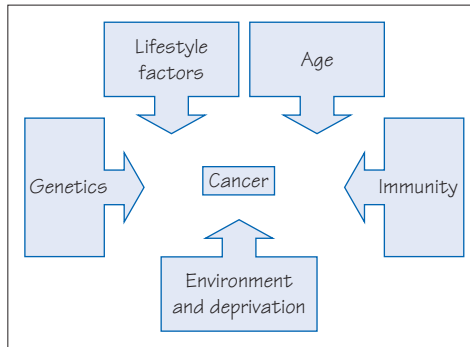 Lifestyle
factors
Age
Genetics
Cancer
Immunity
Environment
and deprivation